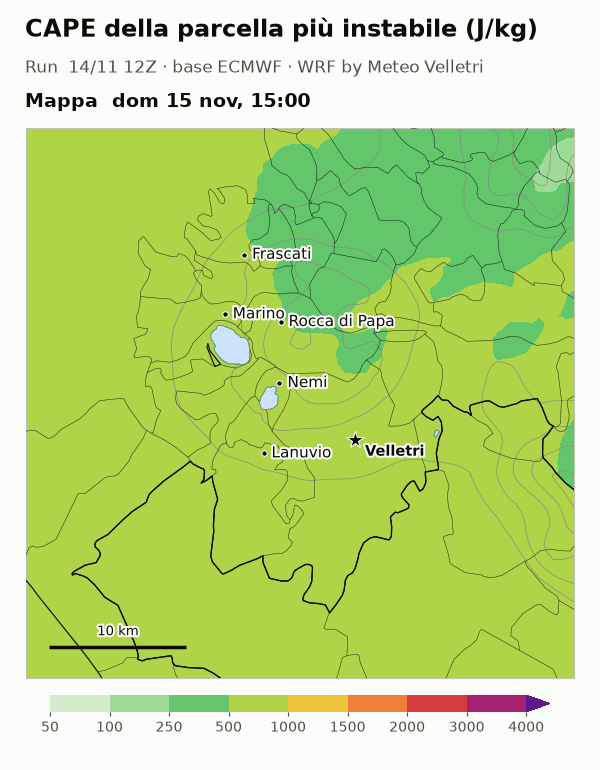 CAPE della parcella più instabile (J/kg)
Run  14/11 12Z · base ECMWF · WRF by Meteo Velletri
Mappa  dom 15 nov, 15:00
Frascati
Marino
Rocca di Papa
Nemi
Velletri
Lanuvio
10 km
50 100 250 500 1000 1500 2000 3000 4000